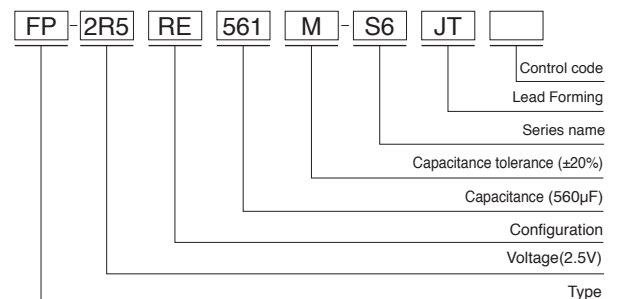 FP - 2R5 RE 561 M - S6 JT
Control code
Lead Forming
Series name
Capacitance tolerance (±20%)
Capacitance (560µF)
Configuration
Voltage(2.5V)
Type